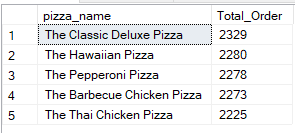 pizza_name Total_Order
1 The Classic Deluxe Pizza 2329
2 The Hawaiian Pizza 2280
3 The Pepperoni Pizza 2278
4 The Barbecue Chicken Pizza 2273
5 The Thai Chicken Pizza 2225